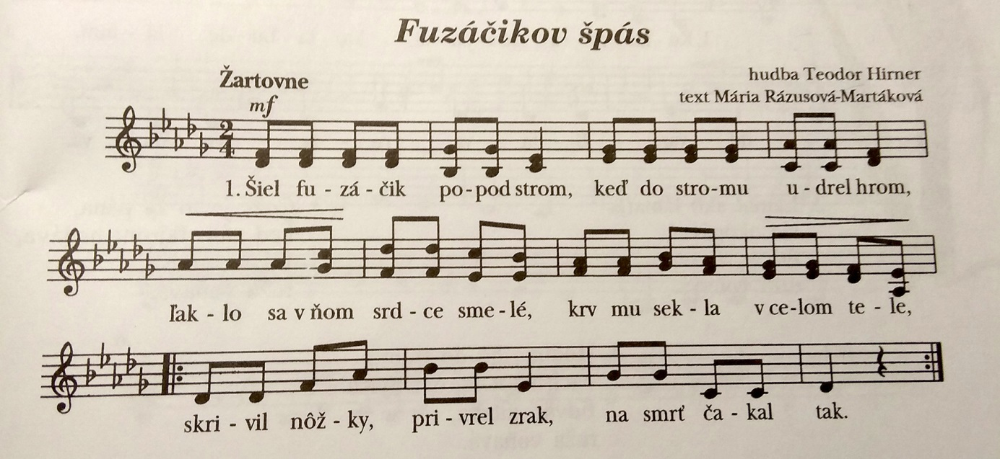 Fuzáčikov špás
Žartovne
hudba Teodor Hirner
mf
text Mária Rázusová-Martáková
2
4
1. Šiel fu - zá - čik po - pod strom, keď do stro - mu u - drel hrom,
ľak - lo sa v ňom srd - ce sme - lé, krv mu sek - la v ce - lom te - le,
skri - vil nôž - ky, pri - vrel zrak, na smrť ča - kal tak.